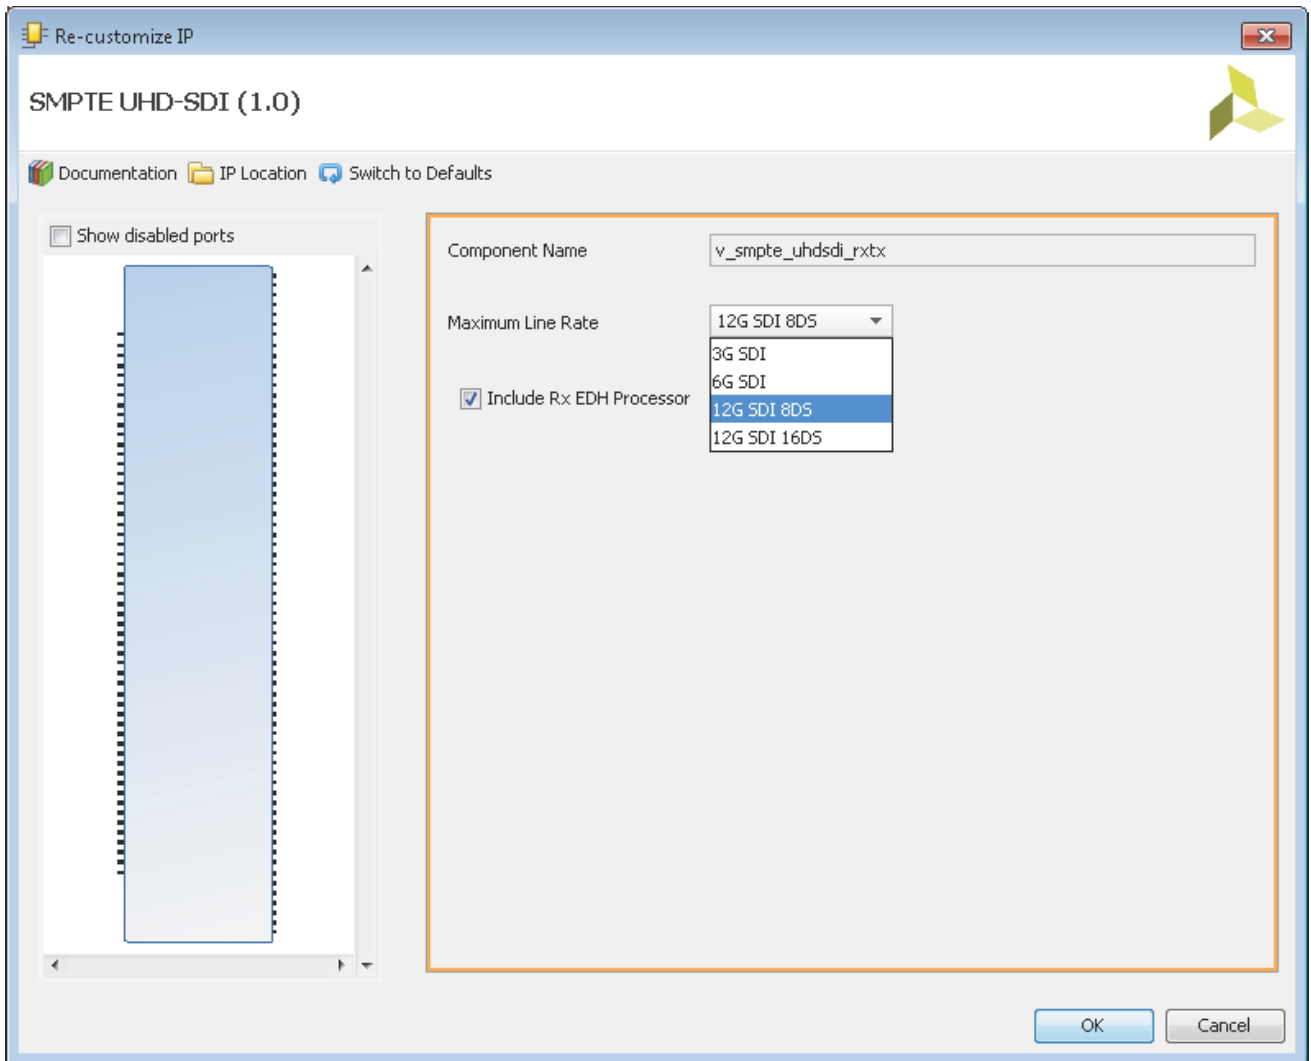 Re-customize IP
SMPTE UHD-SDI (1.0)
Documentation IP Location Switch to Defaults
Show disabled ports
Component Name v_smpte_uhdsdi_rxtx
Maximum Line Rate 12G SDI 8DS
3G SDI
6G SDI
Include Rx EDH Processor
12G SDI 8DS
12G SDI 16DS
OK Cancel